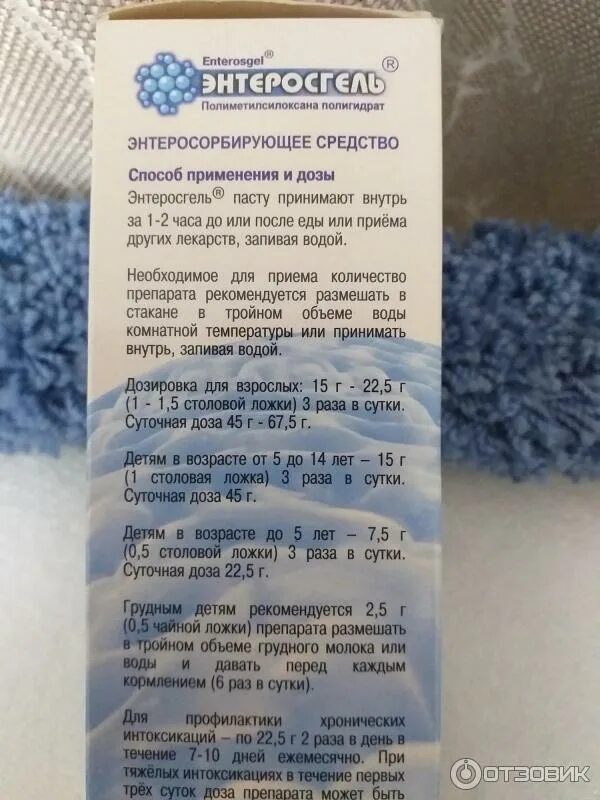 Enterosgel®
ЭНТЕРОСГЕЛЬ®
Полиметилсилоксана полигидрат
ЭНТЕРОСОРБИРУЮЩЕЕ СРЕДСТВО
Способ применения и дозы
Энтеросгель® пасту принимают внутрь
за 1-2 часа до или после еды или приёма
других лекарств, запивая водой.
Необходимое для приема количество
препарата рекомендуется размешать в
стакане в тройном объеме воды
комнатной температуры или принимать
внутрь, запивая водой.
Дозировка для взрослых: 15 г - 22,5 г
(1 - 1,5 столовой ложки) 3 раза в сутки.
Суточная доза 45 г - 67,5 г.
Детям в возрасте от 5 до 14 лет – 15 г
(1 столовая ложка) 3 раза в сутки.
Суточная доза 45 г.
Детям в возрасте до 5 лет – 7,5 г
(0,5 столовой ложки) 3 раза в сутки.
Суточная доза 22,5 г.
Грудным детям рекомендуется 2,5 г
(0,5 чайной ложки) препарата размешать
в тройном объеме грудного молока или
воды и давать перед каждым
кормлением (6 раз в сутки).
Для профилактики хронических
интоксикаций – по 22,5 г 2 раза в день в
течение 7-10 дней ежемесячно. При
тяжёлых интоксикациях в течение первых
трёх суток доза препарата может быть
ОТЗОВИК